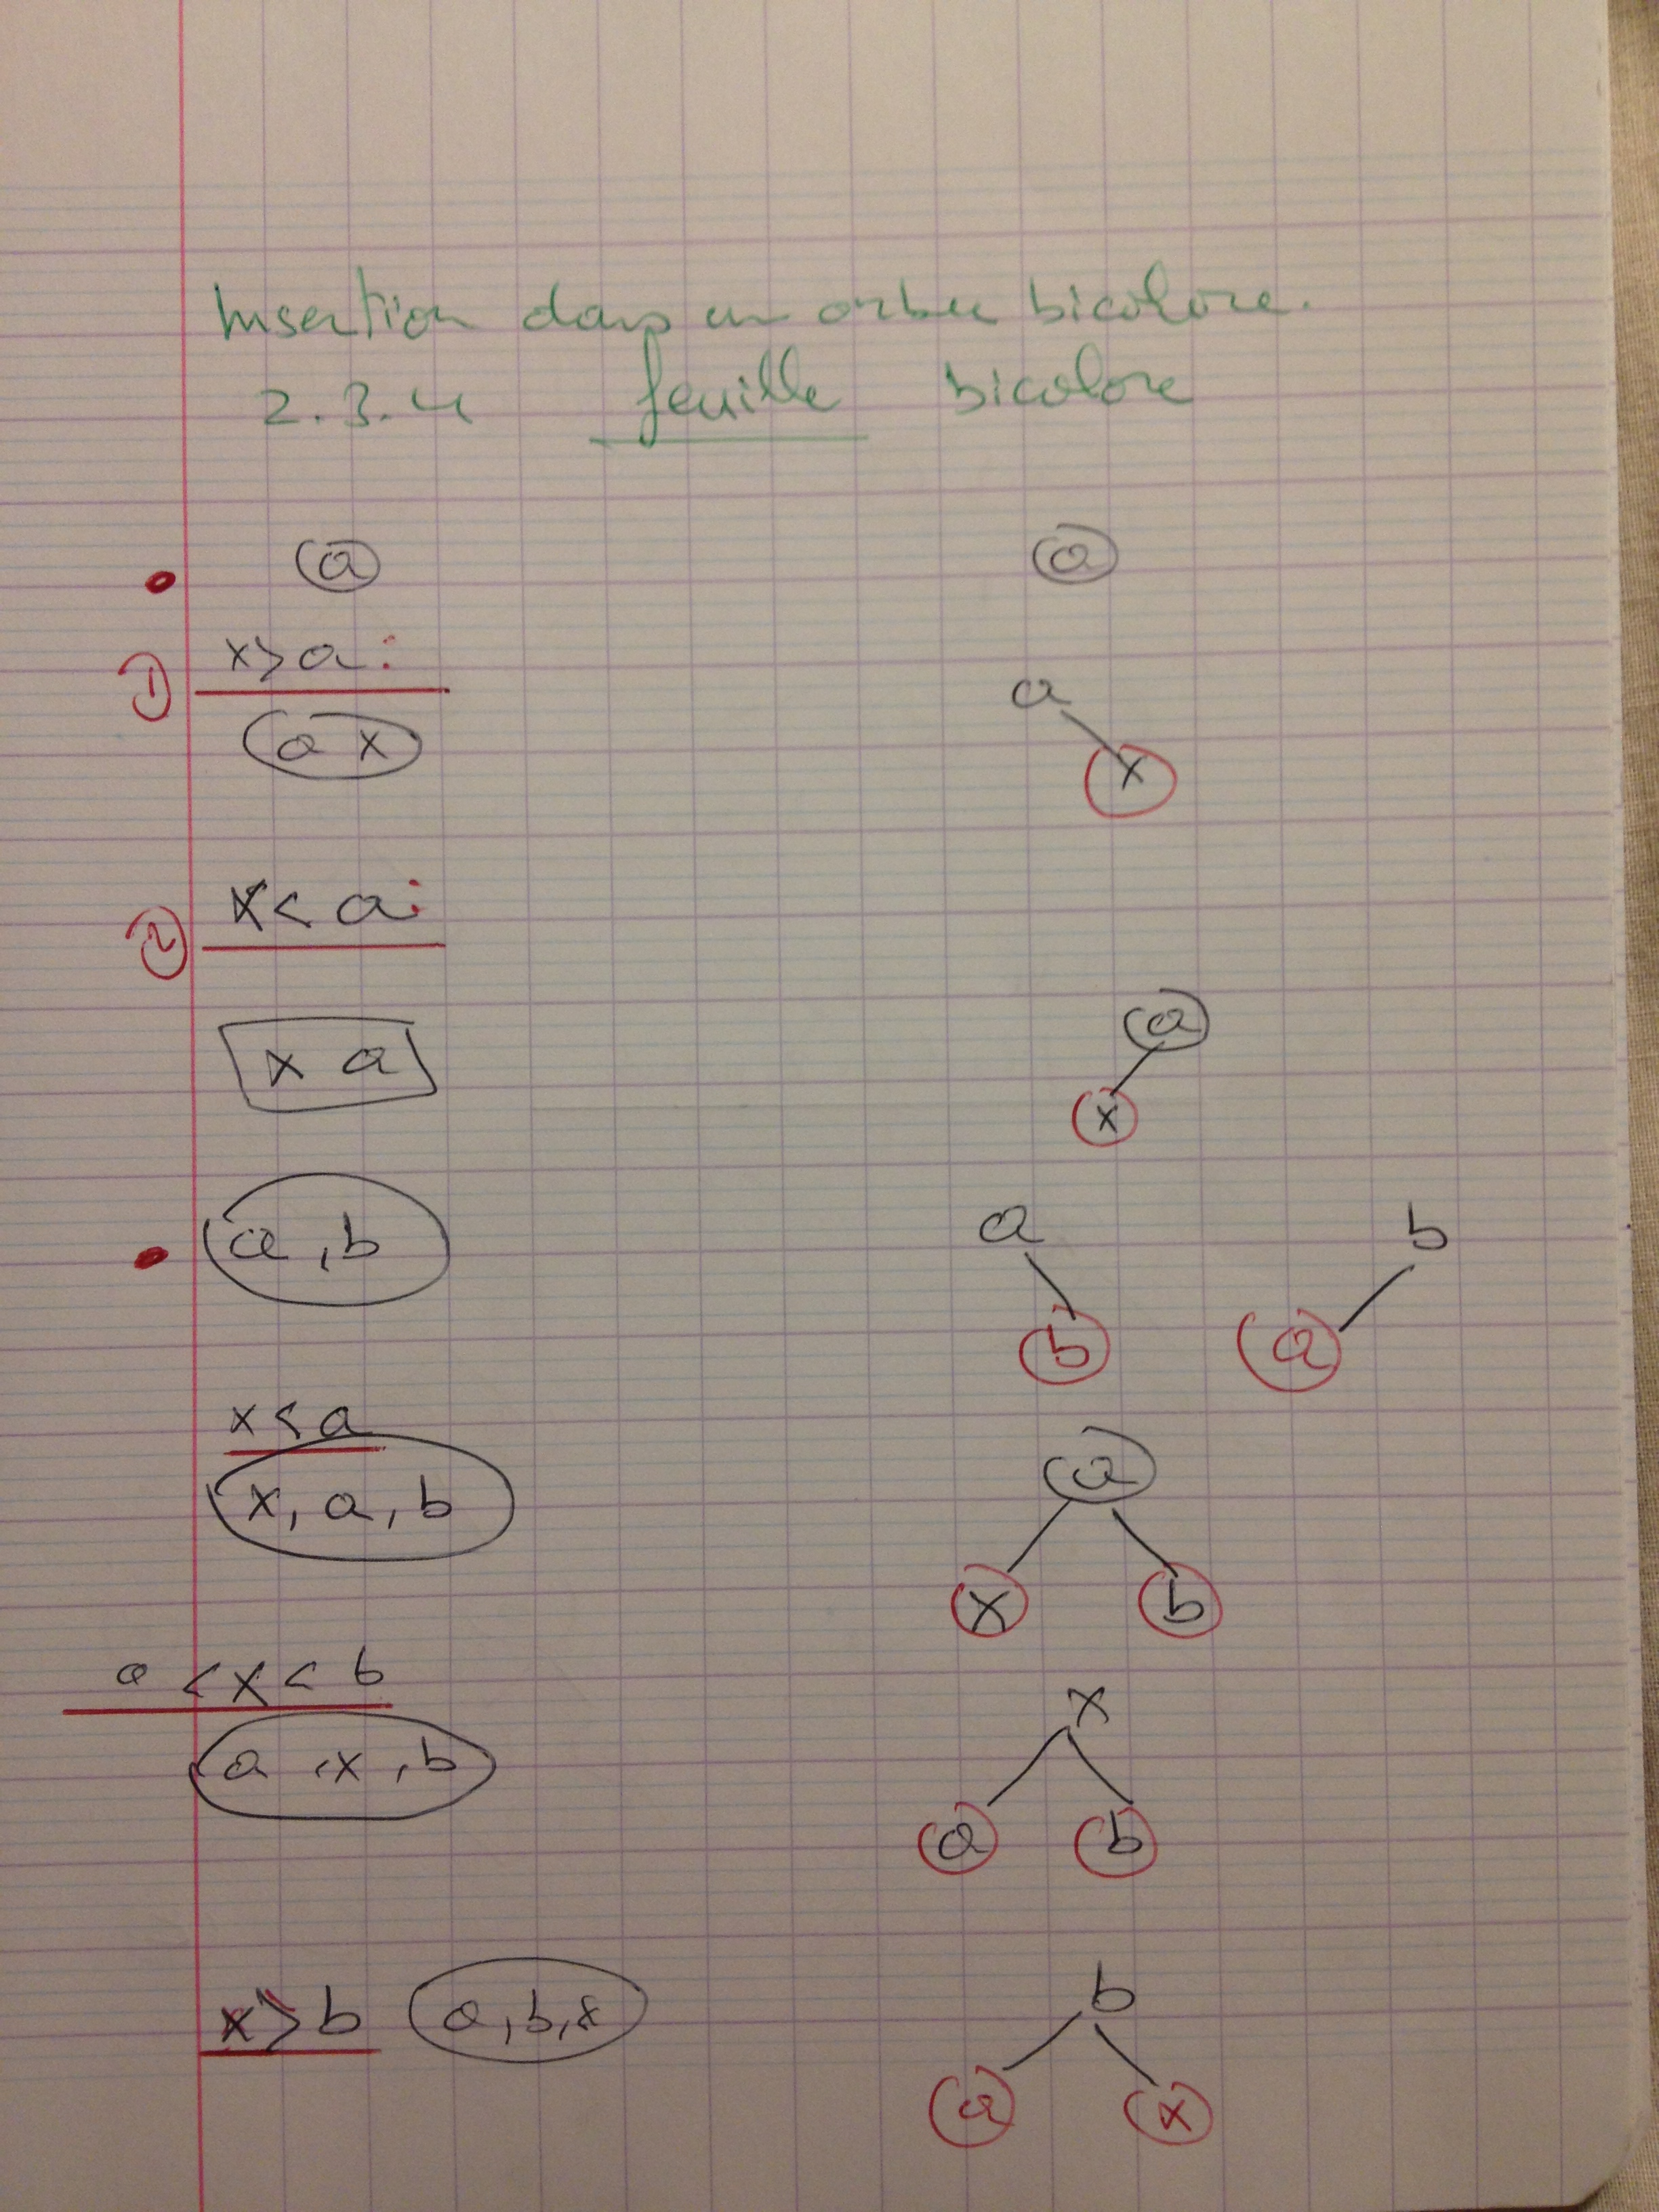 Insertion dans un arbre bicolore.
2.3.4 feuille bicolore
a a
① x>a:
a
a x x
② x < a:
a
x a
x
a b
a, b
b a
x < a
a
x, a, b
x b
a < x < b
x
a, x, b
a b
b
x > b a, b, x
a x